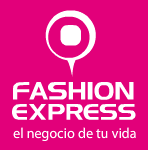 FASHION
EXPRESS
el negocio de tu vida